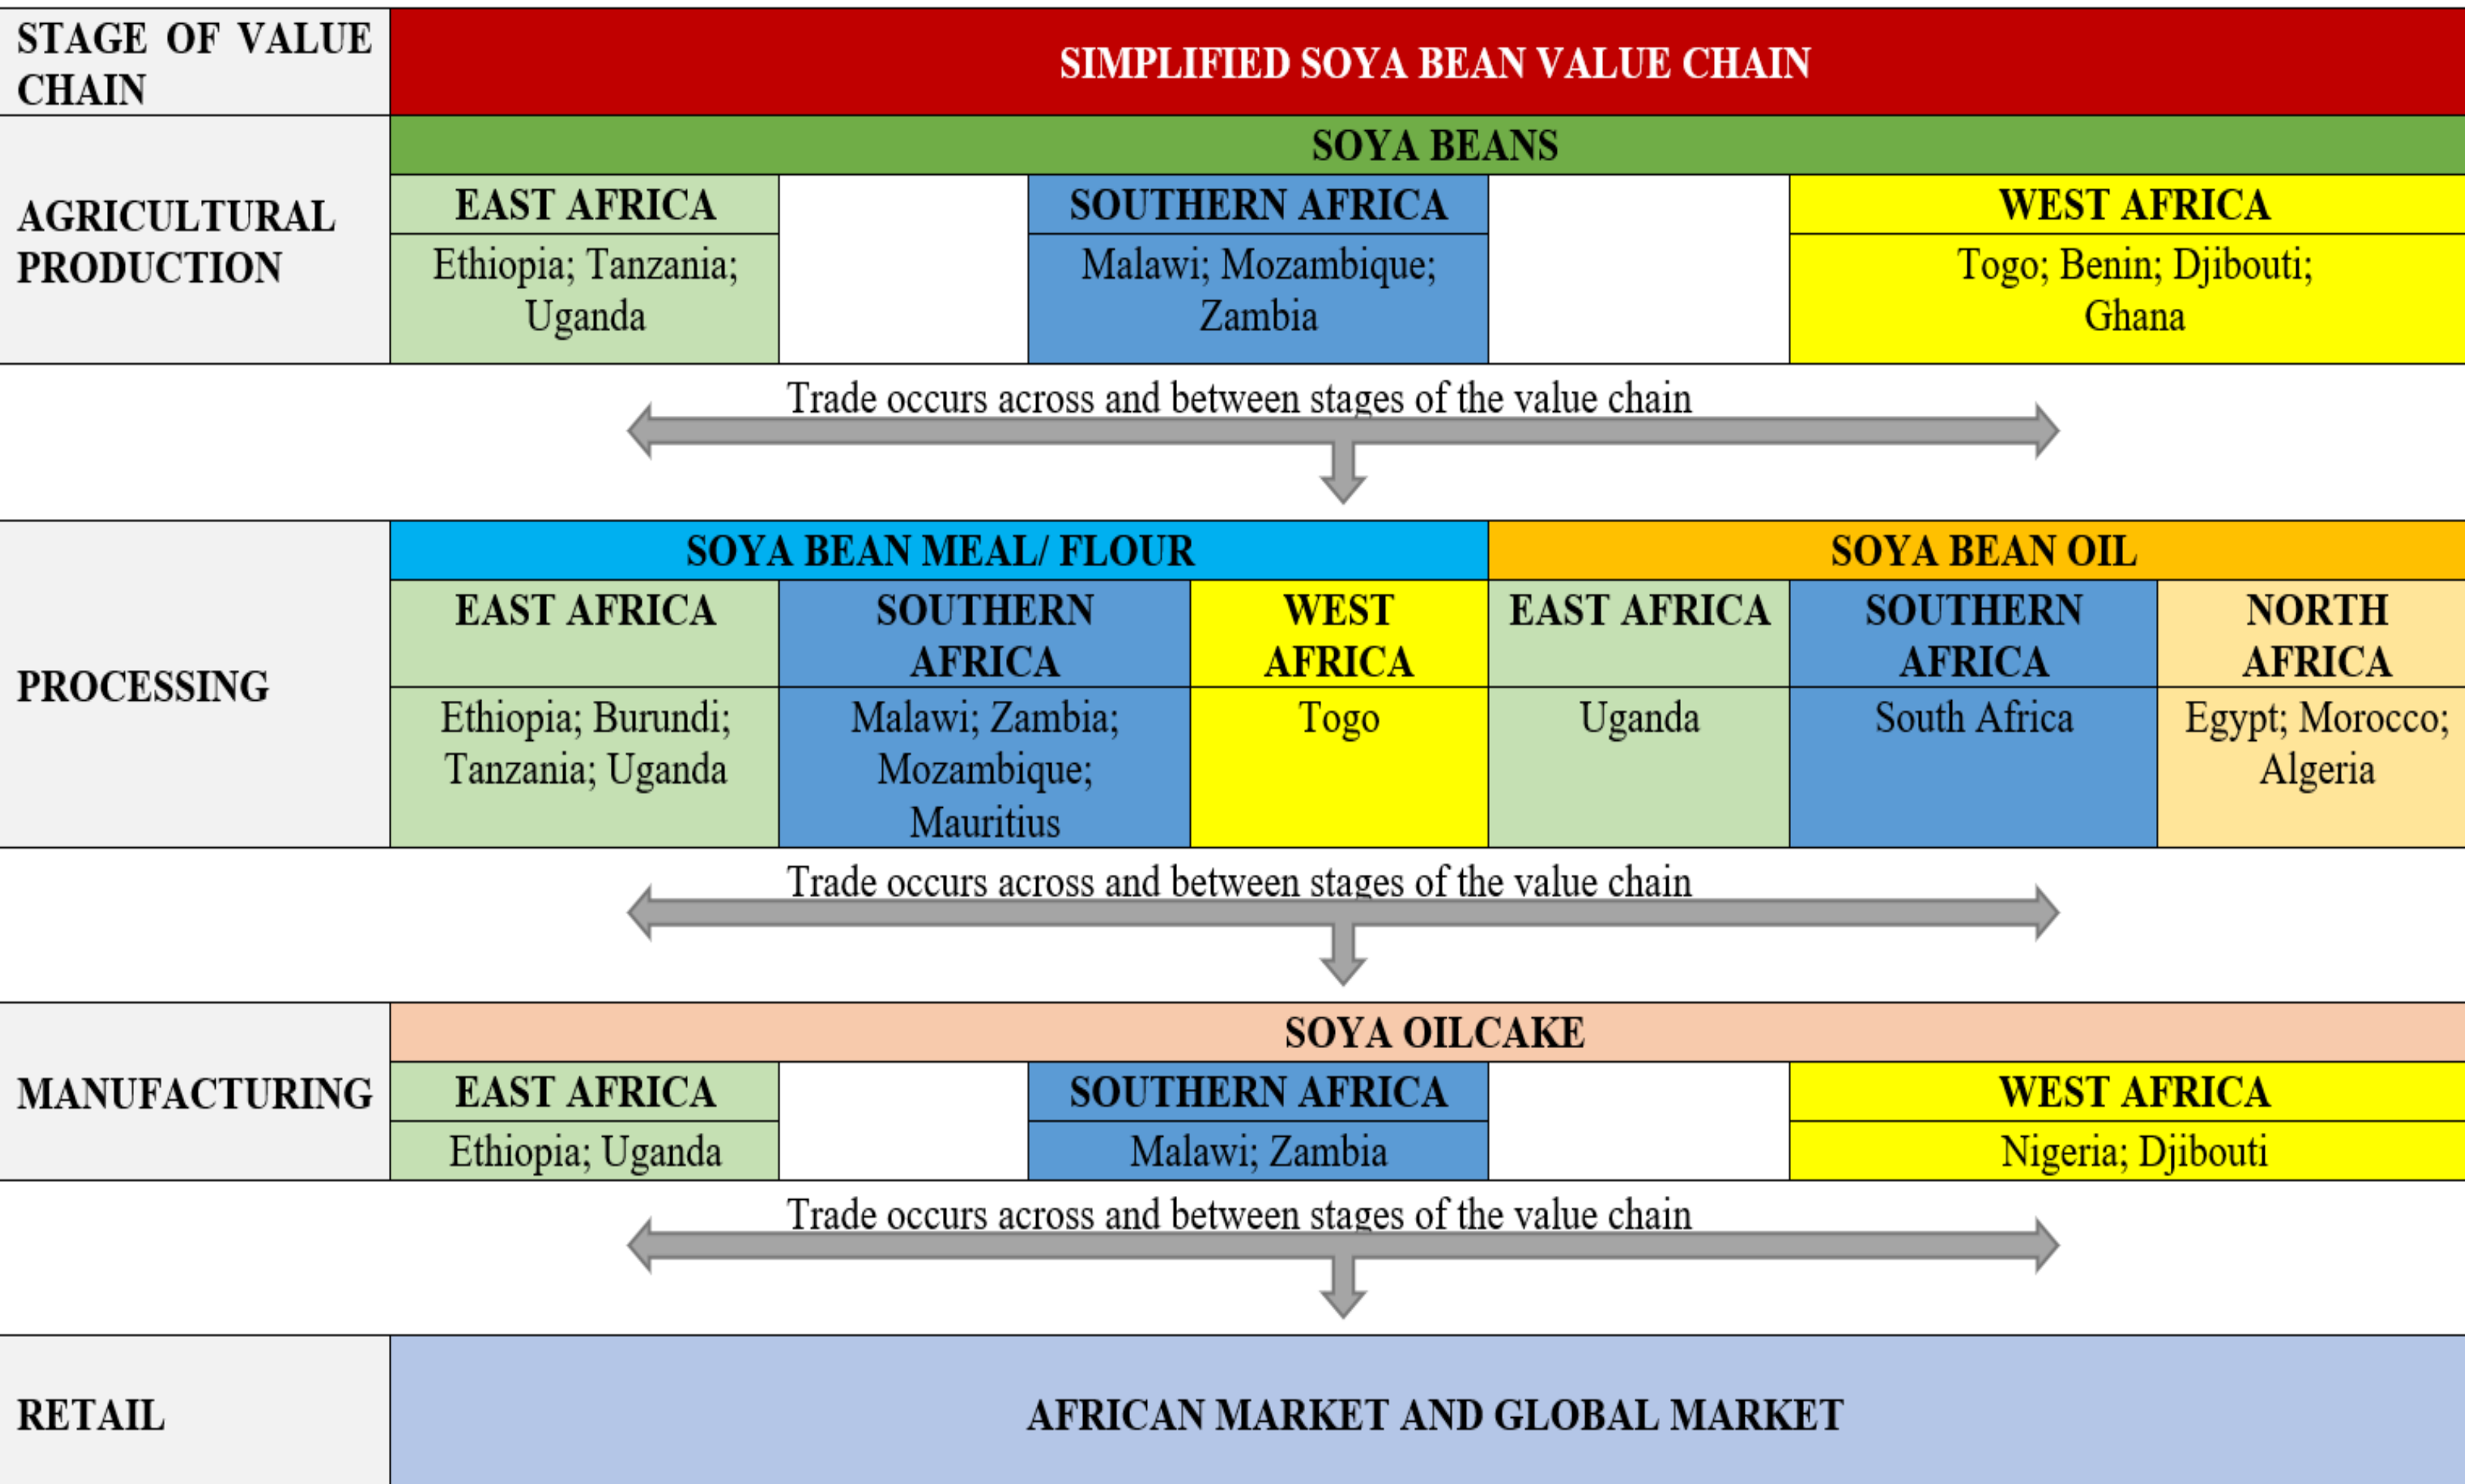 STAGE OF VALUE
CHAIN
SIMPLIFIED SOYA BEAN VALUE CHAIN
AGRICULTURAL
PRODUCTION
SOYA BEANS
EAST AFRICA
Ethiopia; Tanzania;
Uganda
SOUTHERN AFRICA
Malawi; Mozambique;
Zambia
WEST AFRICA
Togo; Benin; Djibouti;
Ghana
Trade occurs across and between stages of the value chain
PROCESSING
SOYA BEAN MEAL/ FLOUR
EAST AFRICA
Ethiopia; Burundi;
Tanzania; Uganda
SOUTHERN
AFRICA
Malawi; Zambia;
Mozambique;
Mauritius
WEST
AFRICA
Togo
SOYA BEAN OIL
EAST AFRICA
Uganda
SOUTHERN
AFRICA
South Africa
NORTH
AFRICA
Egypt; Morocco;
Algeria
Trade occurs across and between stages of the value chain
MANUFACTURING
SOYA OILCAKE
EAST AFRICA
Ethiopia; Uganda
SOUTHERN AFRICA
Malawi; Zambia
WEST AFRICA
Nigeria; Djibouti
Trade occurs across and between stages of the value chain
RETAIL
AFRICAN MARKET AND GLOBAL MARKET